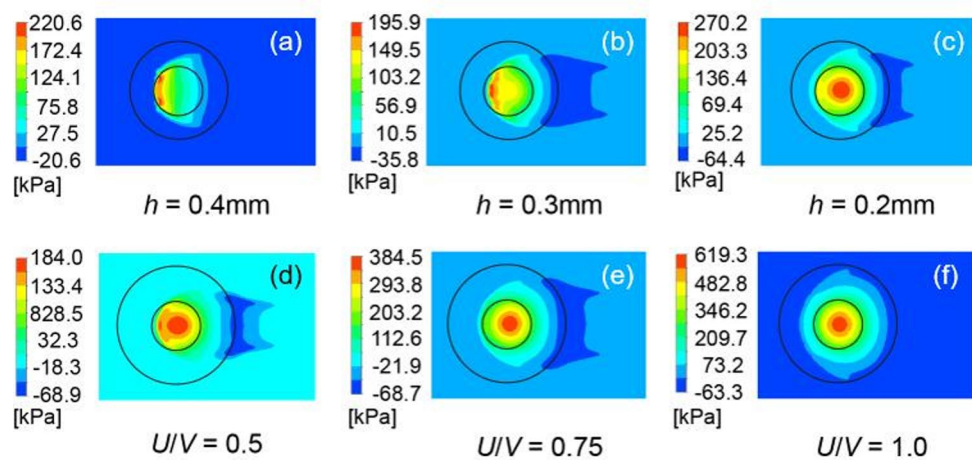 220.6
172.4
124.1
75.8
27.5
-20.6
[kPa]
(a)
h = 0.4mm
195.9
149.5
103.2
56.9
10.5
-35.8
[kPa]
(b)
h = 0.3mm
270.2
203.3
136.4
69.4
25.2
-64.4
[kPa]
(c)
h = 0.2mm
184.0
133.4
828.5
32.3
-18.3
-68.9
[kPa]
(d)
U/V = 0.5
384.5
293.8
203.2
112.6
-21.9
-68.7
[kPa]
(e)
U/V = 0.75
619.3
482.8
346.2
209.7
73.2
-63.3
[kPa]
(f)
U/V = 1.0